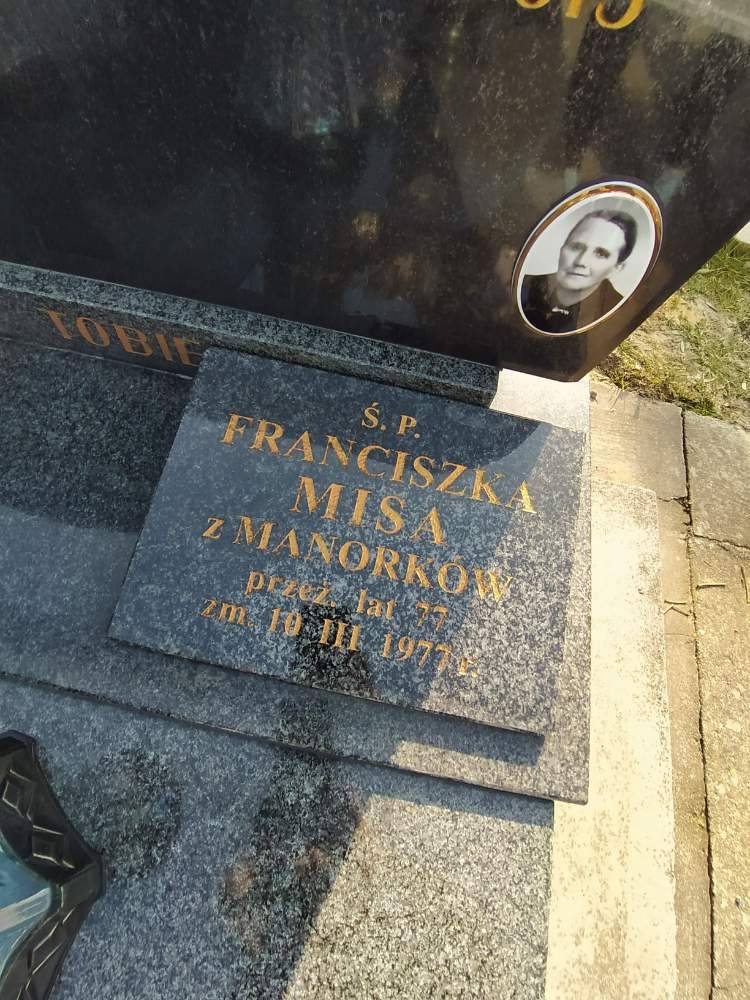 TOBIE
Ś. P.
FRANCISZKA
MISA
z MANORKÓW
przeż. lat 77
zm. 10 III 1977 r.